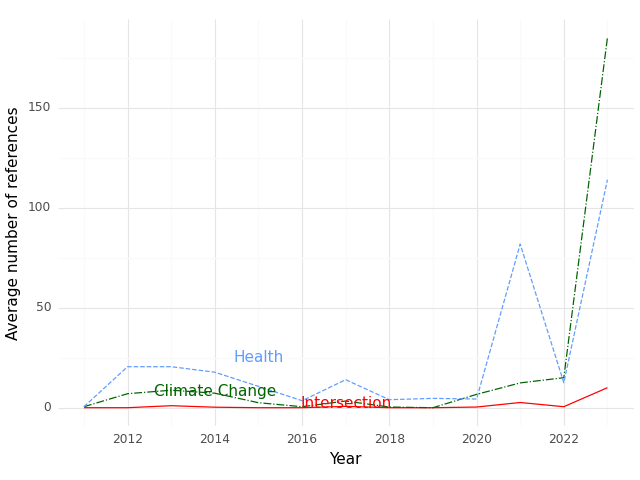 Average number of references
150
100
50
0
Health
Climate Change
Intersection
2012 2014 2016 2018 2020 2022
Year